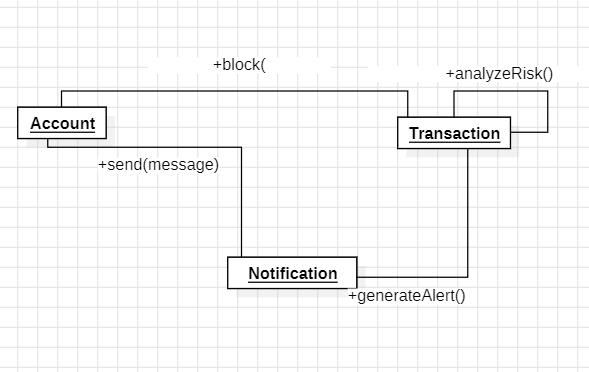 +block(
+analyzeRisk()
Account
Transaction
+send(message)
Notification
+generateAlert()